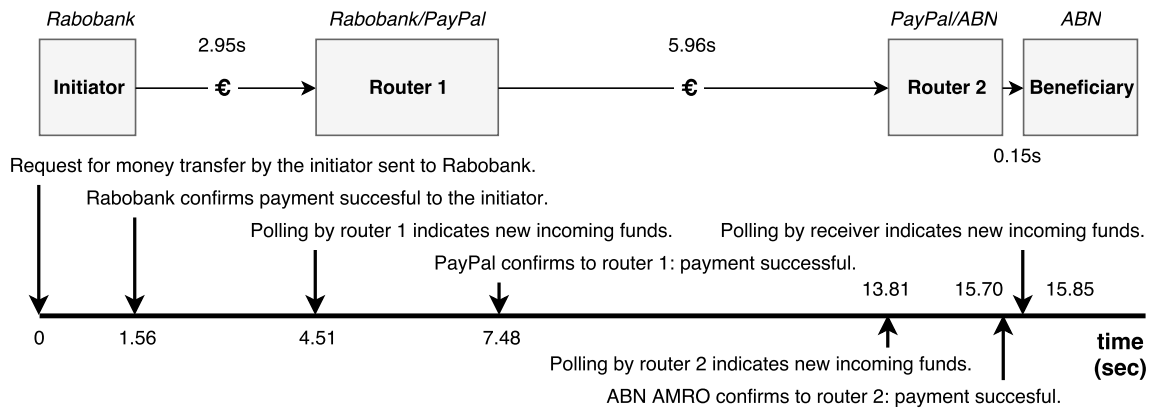 Rabobank
Rabobank/PayPal
PayPal/ABN
ABN
2.95s
5.96s
Initiator
€
Router 1
€
Router 2
Beneficiary
0.15s
Request for money transfer by the initiator sent to Rabobank.
Rabobank confirms payment succesful to the initiator.
Polling by router 1 indicates new incoming funds.
Polling by receiver indicates new incoming funds.
PayPal confirms to router 1: payment successful.
13.81
15.70
15.85
0
1.56
4.51
7.48
time
(sec)
Polling by router 2 indicates new incoming funds.
ABN AMRO confirms to router 2: payment succesful.